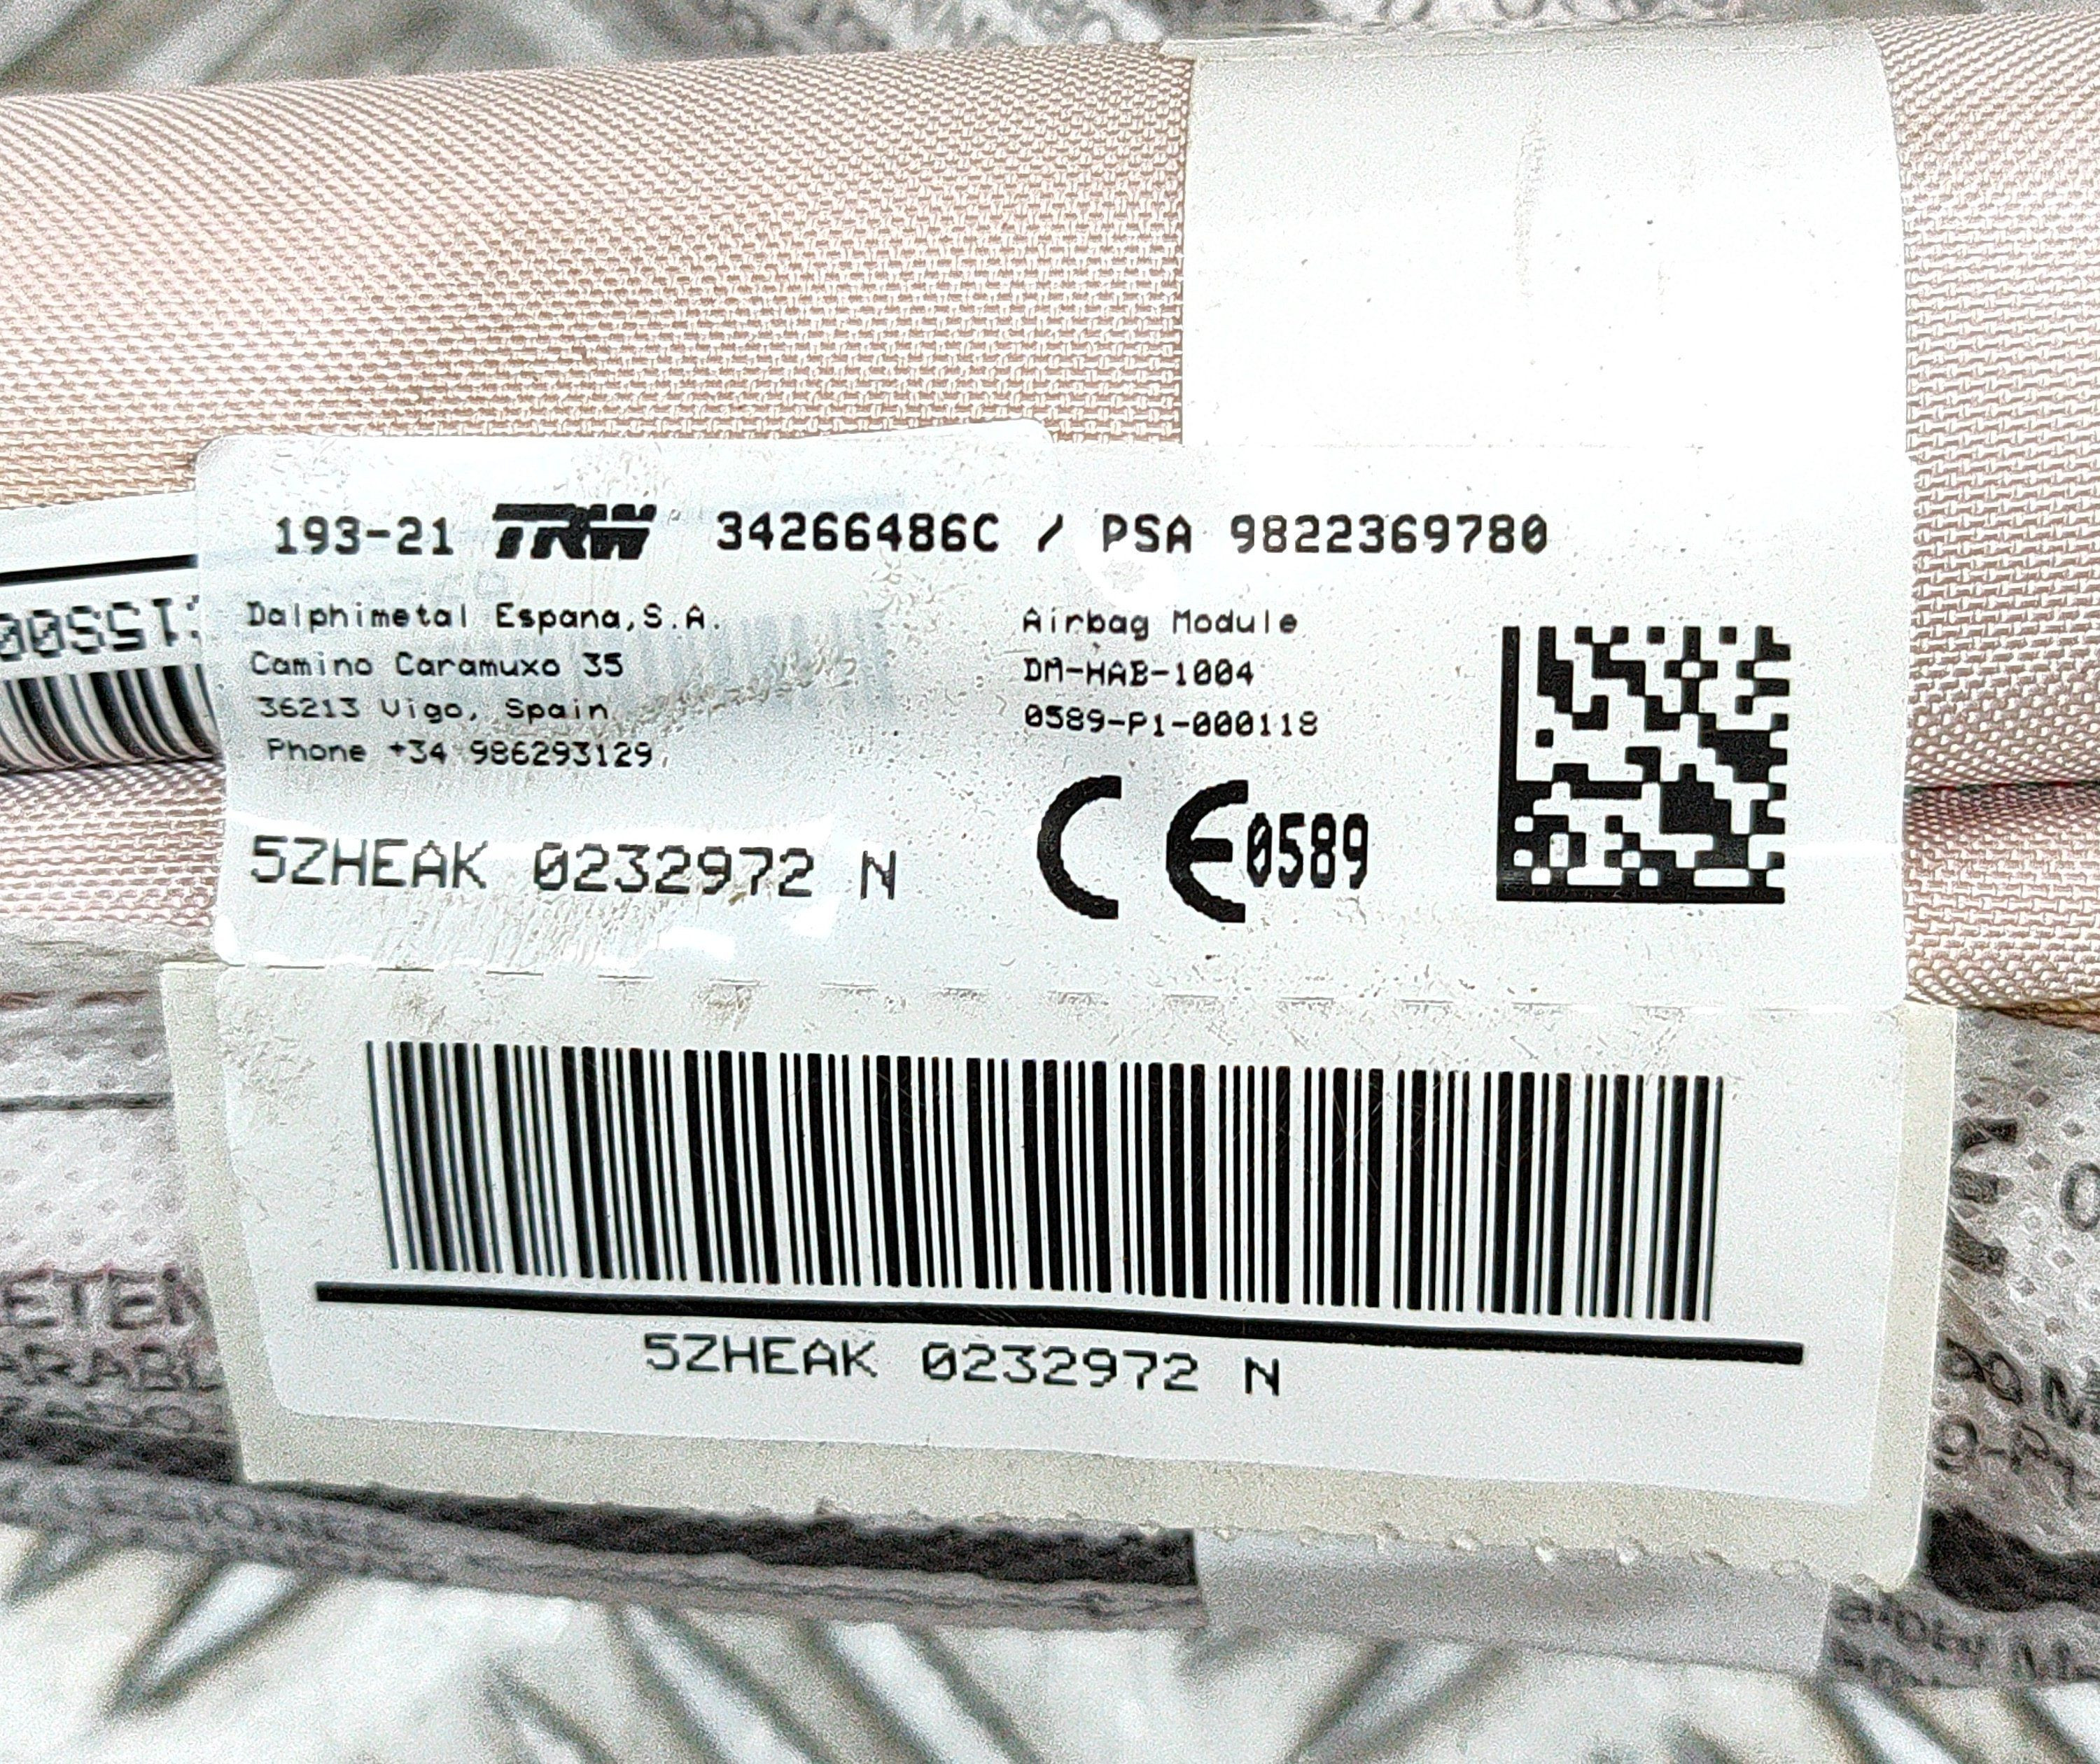 193-21 TRW 34266486C / PSA 9822369780
Dalphimetal Espana,S.A.
Camino Caramuxo 35
36213 Vigo, Spain
Phone +34 986293129
Airbag Module
DM-HAB-1004
0589-P1-000118
5ZHEAK 0232972 N
CE 0589
5ZHEAK 0232972 N